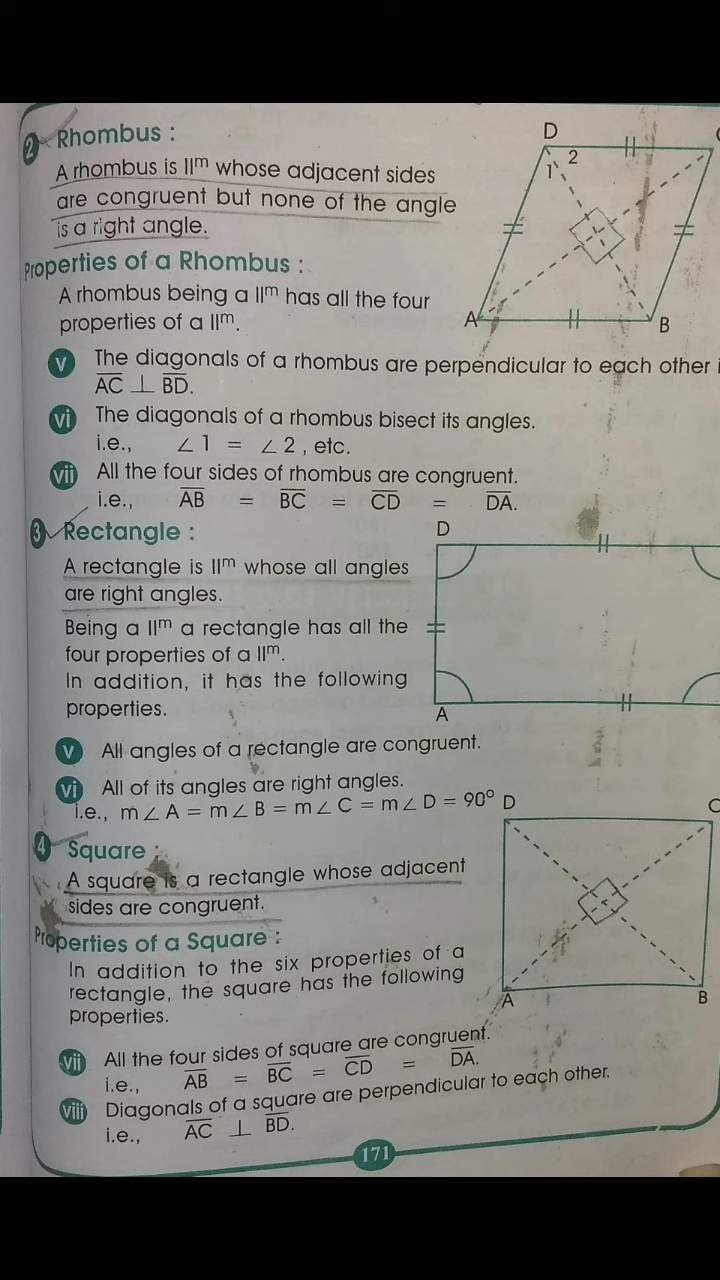 2 Rhombus :
A rhombus is llm whose adjacent sides
are congruent but none of the angle
is a right angle.
D
2
1
A
B
Properties of a Rhombus :
A rhombus being a llm has all the four
properties of a llm.
v The diagonals of a rhombus are perpendicular to each other i
AC ⊥ BD.
vi The diagonals of a rhombus bisect its angles.
i.e., ∠ 1 = ∠ 2 , etc.
vii All the four sides of rhombus are congruent.
i.e., AB = BC = CD = DA.
3 Rectangle :
A rectangle is llm whose all angles
are right angles.
Being a llm a rectangle has all the
four properties of a llm.
In addition, it has the following
properties.
D
A
v All angles of a rectangle are congruent.
vi All of its angles are right angles.
i.e., m ∠ A = m ∠ B = m ∠ C = m ∠ D = 90°
4 Square :
A square is a rectangle whose adjacent
sides are congruent.
D
C
A
B
Properties of a Square :
In addition to the six properties of a
rectangle, the square has the following
properties.
vii All the four sides of square are congruent.
i.e., AB = BC = CD = DA.
viii Diagonals of a square are perpendicular to each other.
i.e., AC ⊥ BD.
171